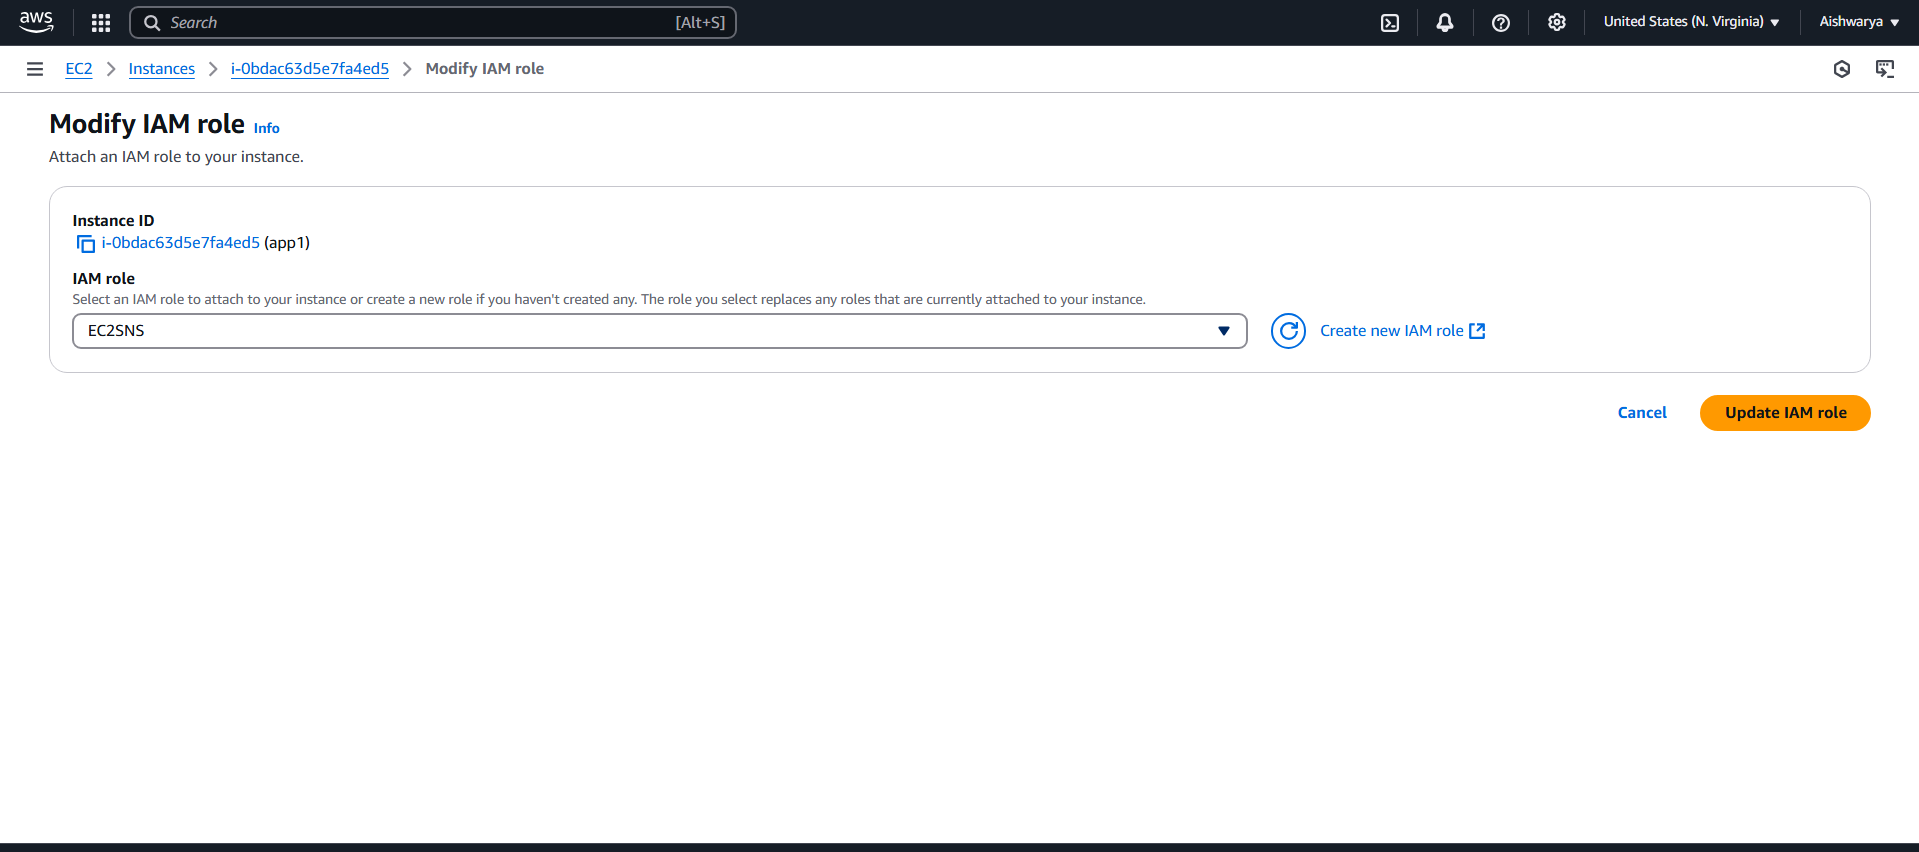 aws
Search [Alt+S]
United States (N. Virginia)
Aishwarya
EC2 Instances i-0bdac63d5e7fa4ed5 Modify IAM role
Modify IAM role Info
Attach an IAM role to your instance.
Instance ID
i-0bdac63d5e7fa4ed5 (app1)
IAM role
Select an IAM role to attach to your instance or create a new role if you haven't created any. The role you select replaces any roles that are currently attached to your instance.
EC2SNS
Create new IAM role
Cancel
Update IAM role